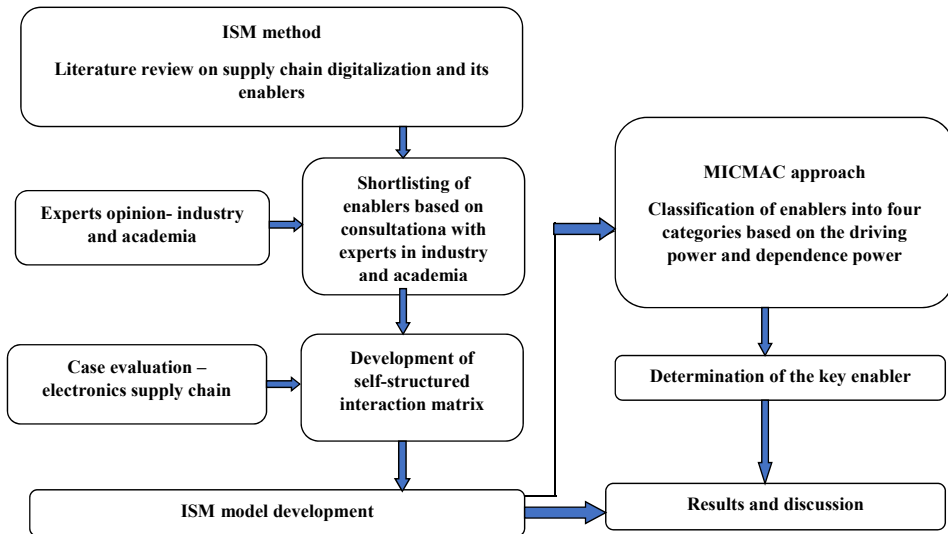 ISM method
Literature review on supply chain digitalization and its
enablers
Experts opinion- industry
and academia
Shortlisting of
enablers based on
consultationa with
experts in industry
and academia
Case evaluation –
electronics supply chain
Development of
self-structured
interaction matrix
ISM model development
MICMAC approach
Classification of enablers into four
categories based on the driving
power and dependence power
Determination of the key enabler
Results and discussion